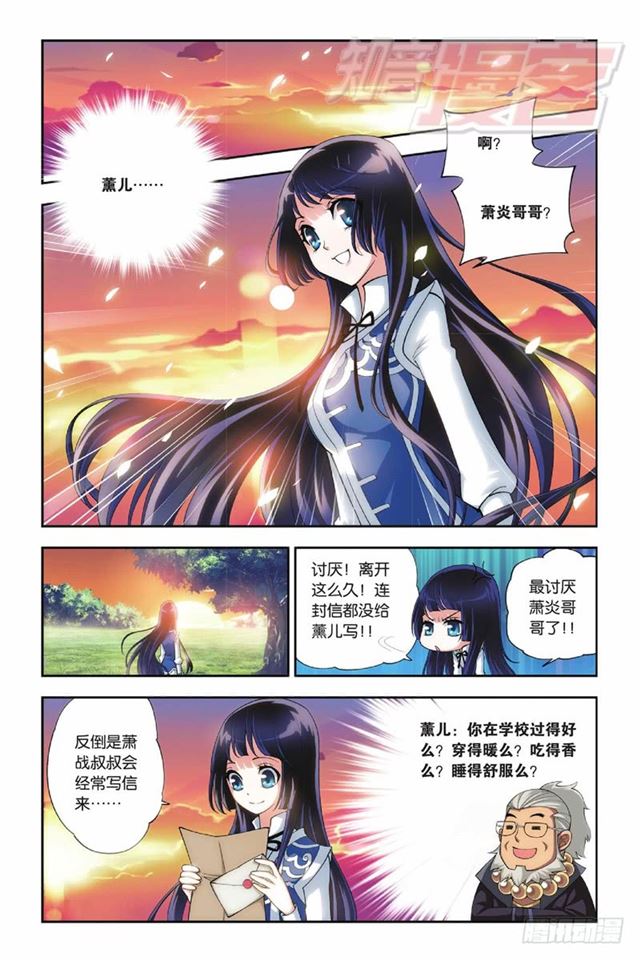 知音漫客
薰儿……
啊？
萧炎哥哥？
讨厌！离开
这么久！连
封信都没给
薰儿写！！
最讨厌
萧炎哥
哥了！！
反倒是萧
战叔叔会
经常写信
来……
薰儿：你在学校过得好
么？穿得暖么？吃得香
么？睡得舒服么？
腾讯动漫